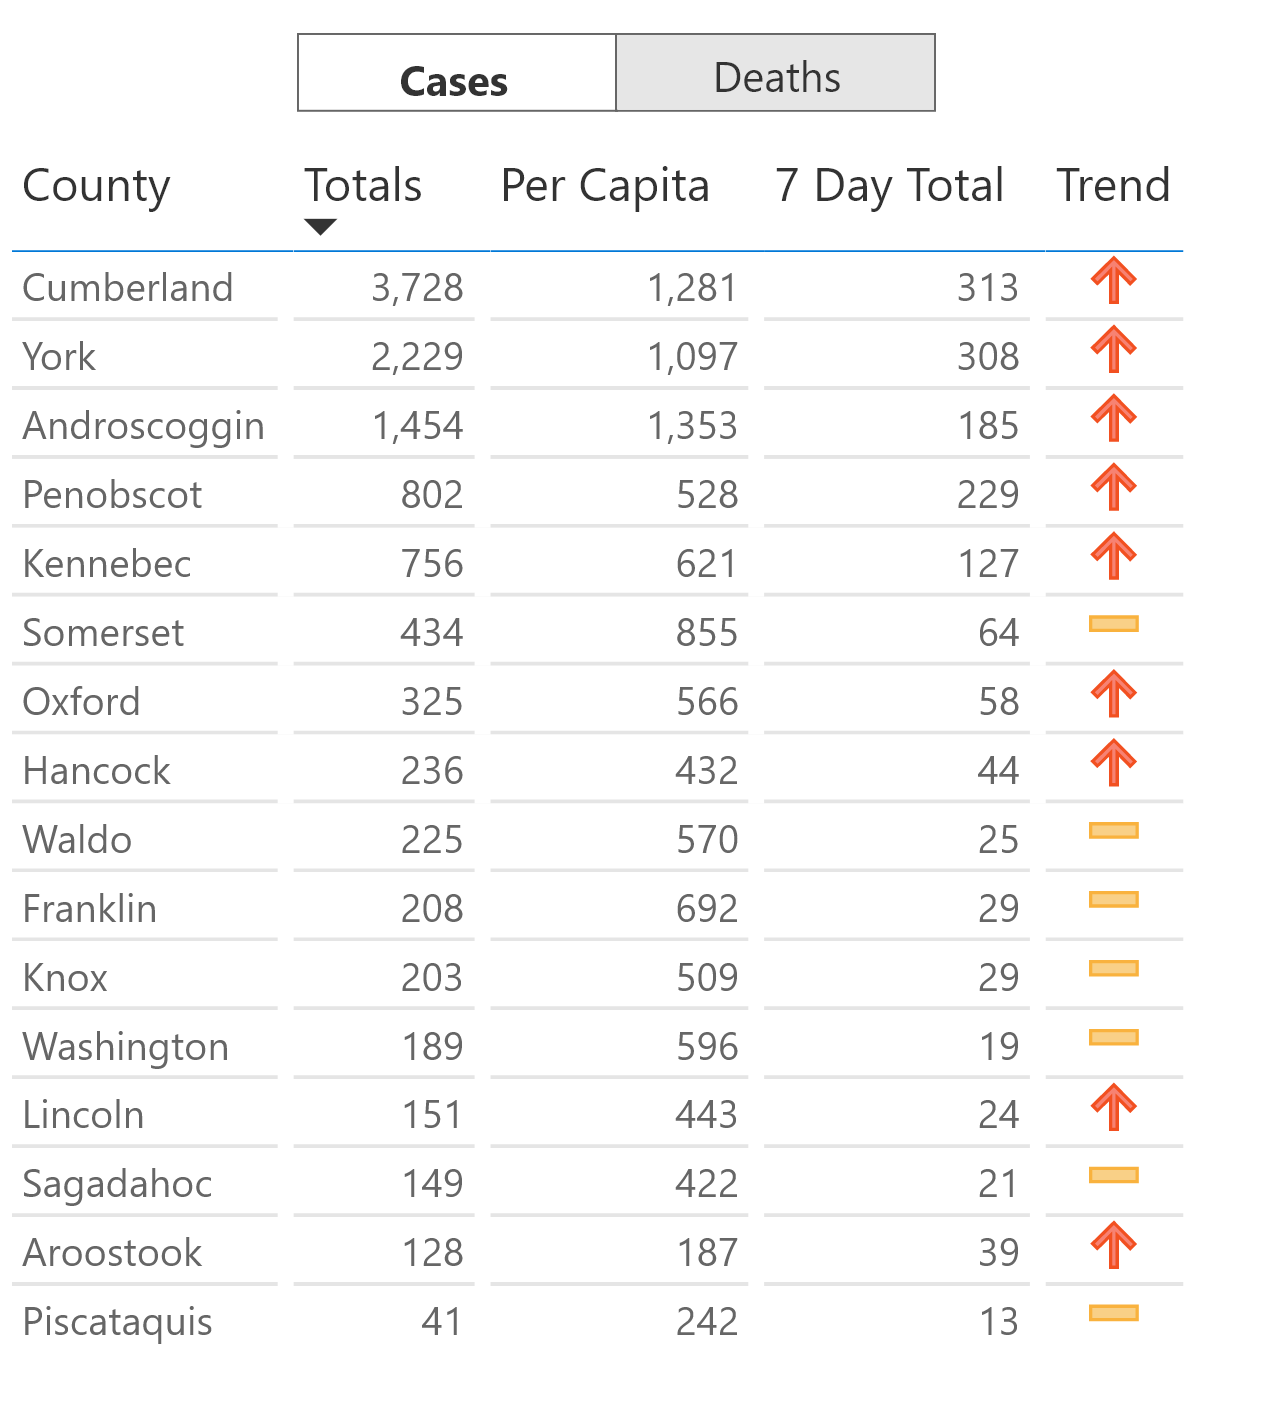 Cases Deaths
County Totals Per Capita 7 Day Total Trend
Cumberland 3,728 1,281 313
York 2,229 1,097 308
Androscoggin 1,454 1,353 185
Penobscot 802 528 229
Kennebec 756 621 127
Somerset 434 855 64
Oxford 325 566 58
Hancock 236 432 44
Waldo 225 570 25
Franklin 208 692 29
Knox 203 509 29
Washington 189 596 19
Lincoln 151 443 24
Sagadahoc 149 422 21
Aroostook 128 187 39
Piscataquis 41 242 13